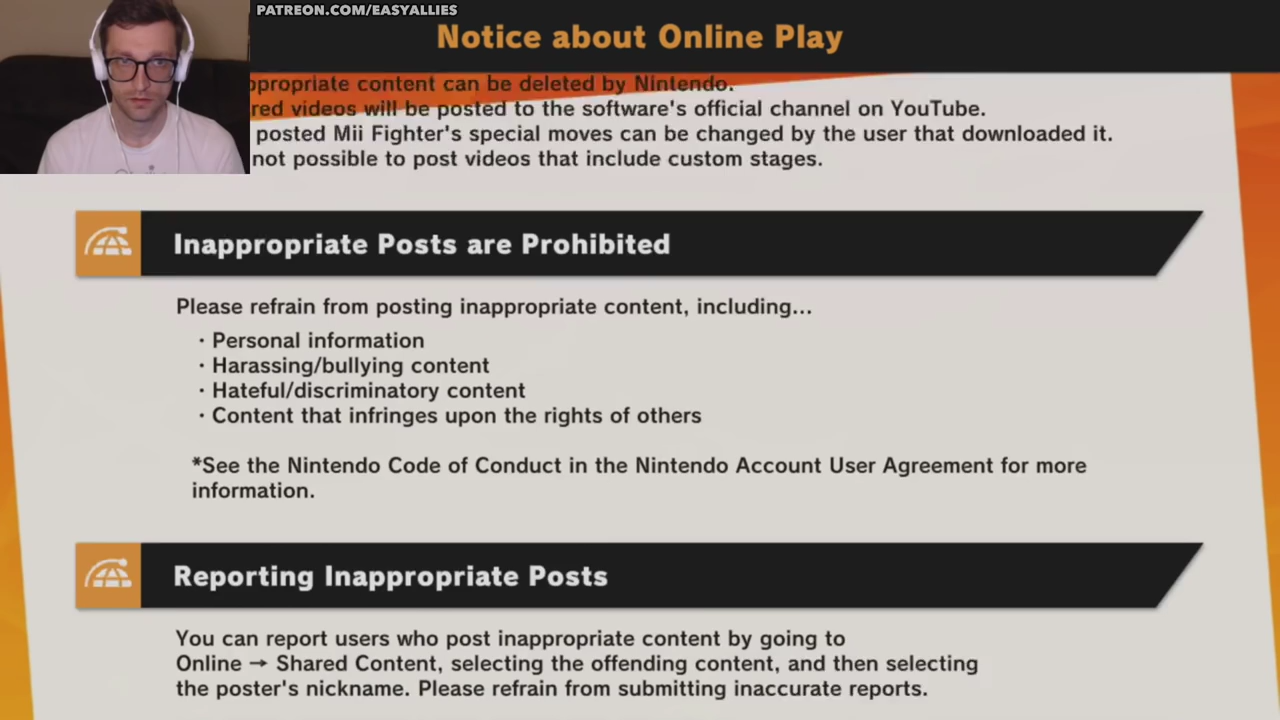 PATREON.COM/EASYALLIES
Notice about Online Play
content can be deleted by Nintendo.
videos will be posted to the software's official channel on YouTube.
posted Mii Fighter's special moves can be changed by the user that downloaded it.
not possible to post videos that include custom stages.
Inappropriate Posts are Prohibited
Please refrain from posting inappropriate content, including...
· Personal information
· Harassing/bullying content
· Hateful/discriminatory content
· Content that infringes upon the rights of others
*See the Nintendo Code of Conduct in the Nintendo Account User Agreement for more
information.
Reporting Inappropriate Posts
You can report users who post inappropriate content by going to
Online → Shared Content, selecting the offending content, and then selecting
the poster's nickname. Please refrain from submitting inaccurate reports.